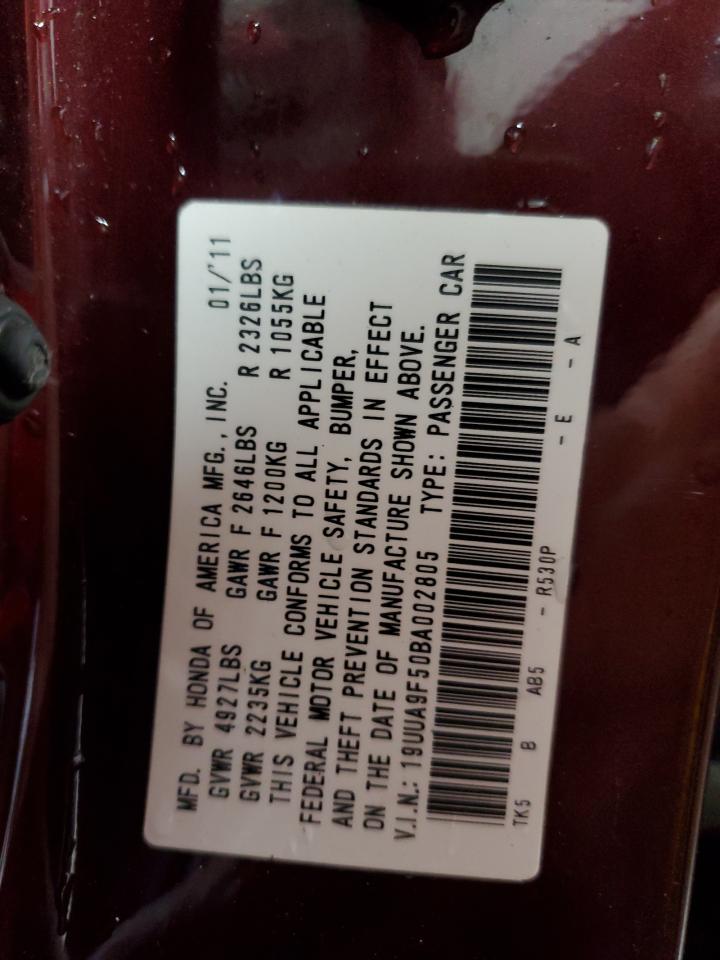 MFD. BY HONDA OF AMERICA MFG., INC. 01/'11
GVWR 4927LBS GAWR F 2646LBS R 2326LBS
GVWR 2235KG GAWR F 1200KG R 1055KG
THIS VEHICLE CONFORMS TO ALL APPLICABLE
FEDERAL MOTOR VEHICLE SAFETY, BUMPER,
AND THEFT PREVENTION STANDARDS IN EFFECT
ON THE DATE OF MANUFACTURE SHOWN ABOVE.
V.I.N.: 19UUA9F50BA002805 TYPE: PASSENGER CAR
TK5 B AB5 - R530P - E - A